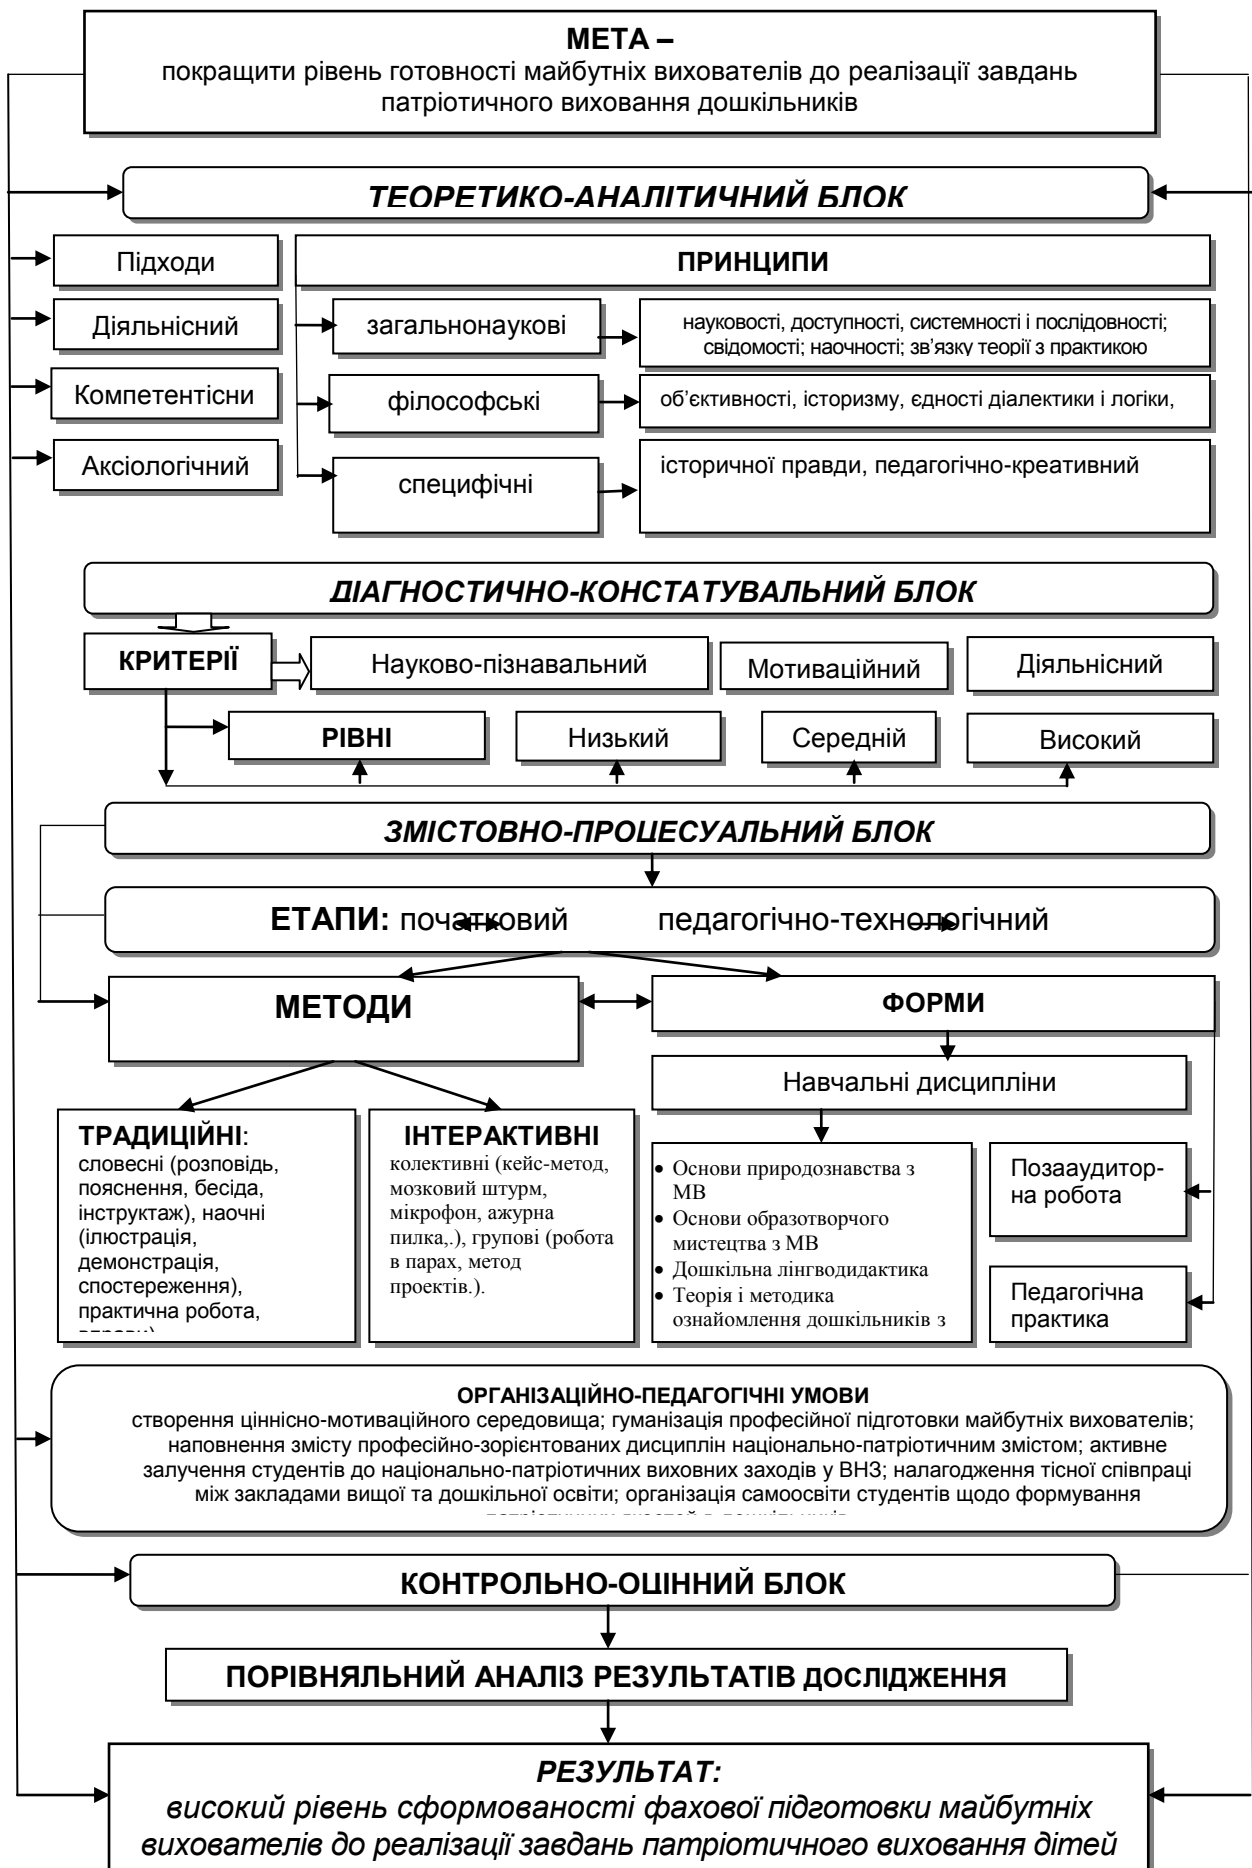 МЕТА –
покращити рівень готовності майбутніх вихователів до реалізації завдань
патріотичного виховання дошкільників
ТЕОРЕТИКО-АНАЛІТИЧНИЙ БЛОК
Підходи
Діяльнісний
Компетентісни
Аксіологічний
ПРИНЦИПИ
загальнонаукові
науковості, доступності, системності і послідовності;
свідомості; наочності; зв’язку теорії з практикою
філософські
об’єктивності, історизму, єдності діалектики і логіки,
специфічні
історичної правди, педагогічно-креативний
ДІАГНОСТИЧНО-КОНСТАТУВАЛЬНИЙ БЛОК
КРИТЕРІЇ
Науково-пізнавальний
Мотиваційний
Діяльнісний
РІВНІ
Низький
Середній
Високий
ЗМІСТОВНО-ПРОЦЕСУАЛЬНИЙ БЛОК
ЕТАПИ: початковий педагогічно-технологічний
МЕТОДИ
ФОРМИ
Навчальні дисципліни
ТРАДИЦІЙНІ:
словесні (розповідь,
пояснення, бесіда,
інструктаж), наочні
(ілюстрація,
демонстрація,
спостереження),
практична робота,
ІНТЕРАКТИВНІ
колективні (кейс-метод,
мозковий штурм,
мікрофон, ажурна
пилка,.), групові (робота
в парах, метод
проектів.).
• Основи природознавства з
МВ
• Основи образотворчого
мистецтва з МВ
• Дошкільна лінгводидактика
• Теорія і методика
ознайомлення дошкільників з
Позааудитор-
на робота
Педагогічна
практика
ОРГАНІЗАЦІЙНО-ПЕДАГОГІЧНІ УМОВИ
створення ціннісно-мотиваційного середовища; гуманізація професійної підготовки майбутніх вихователів;
наповнення змісту професійно-зорієнтованих дисциплін національно-патріотичним змістом; активне
залучення студентів до національно-патріотичних виховних заходів у ВНЗ; налагодження тісної співпраці
між закладами вищої та дошкільної освіти; організація самоосвіти студентів щодо формування
КОНТРОЛЬНО-ОЦІННИЙ БЛОК
ПОРІВНЯЛЬНИЙ АНАЛІЗ РЕЗУЛЬТАТІВ ДОСЛІДЖЕННЯ
РЕЗУЛЬТАТ:
високий рівень сформованості фахової підготовки майбутніх
вихователів до реалізації завдань патріотичного виховання дітей